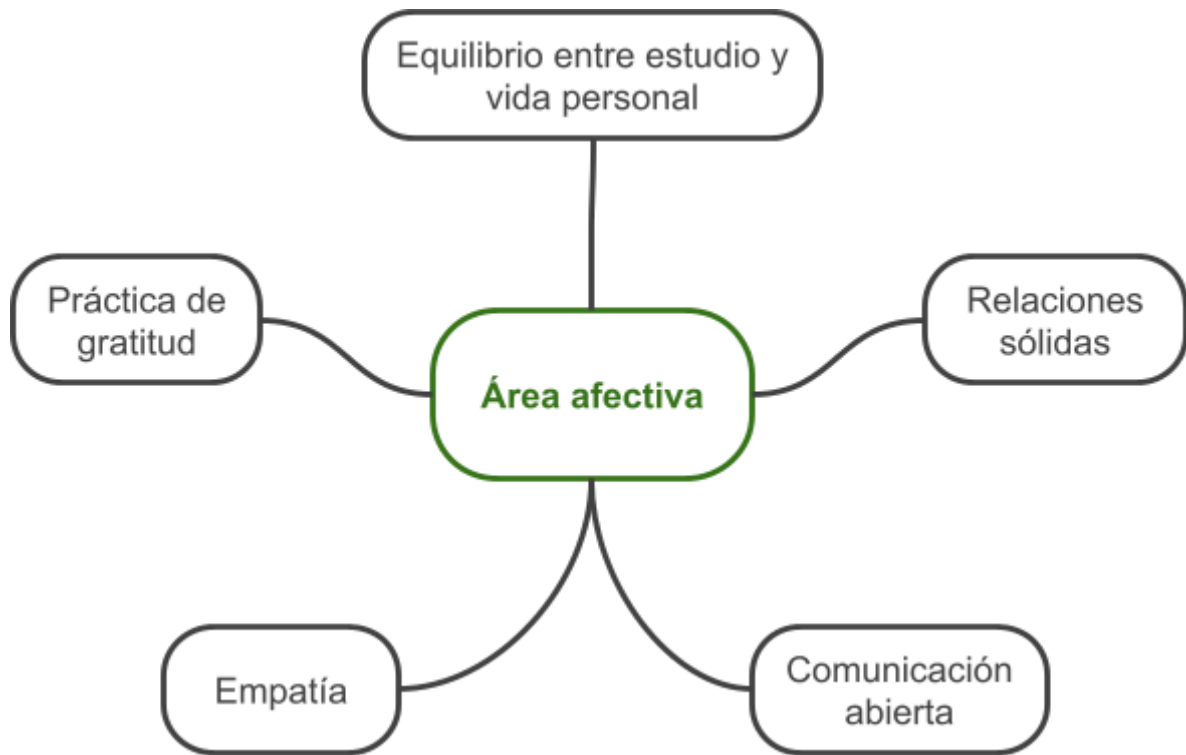 Equilibrio entre estudio y
vida personal
Práctica de
gratitud
Relaciones
sólidas
Área afectiva
Empatía
Comunicación
abierta